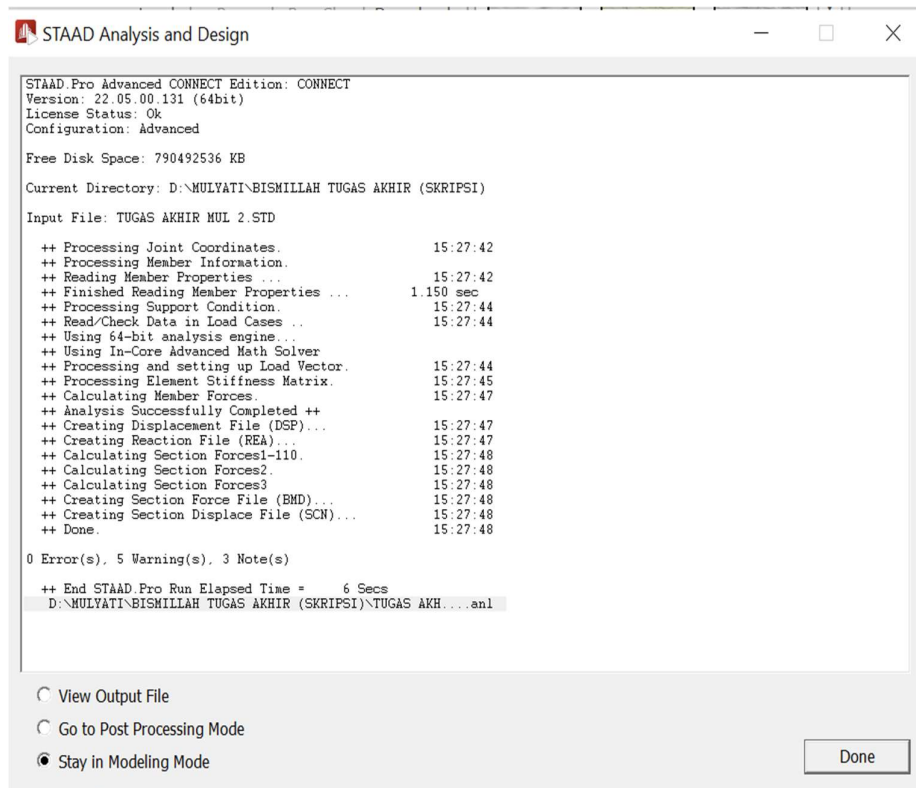 STAAD Analysis and Design
STAAD.Pro Advanced CONNECT Edition: CONNECT
Version: 22.05.00.131 (64bit)
License Status: Ok
Configuration: Advanced
Free Disk Space: 790492536 KB
Current Directory: D:\MULYATI\BISMILLAH TUGAS AKHIR (SKRIPSI)
Input File: TUGAS AKHIR MUL 2.STD
++ Processing Joint Coordinates. 15:27:42
++ Processing Member Information.
++ Reading Member Properties ... 15:27:42
++ Finished Reading Member Properties ... 1.150 sec
++ Processing Support Condition. 15:27:44
++ Read/Check Data in Load Cases .. 15:27:44
++ Using 64-bit analysis engine...
++ Using In-Core Advanced Math Solver
++ Processing and setting up Load Vector. 15:27:44
++ Processing Element Stiffness Matrix. 15:27:45
++ Calculating Member Forces. 15:27:47
++ Analysis Successfully Completed ++
++ Creating Displacement File (DSP)... 15:27:47
++ Creating Reaction File (REA)... 15:27:47
++ Calculating Section Forces1-110. 15:27:48
++ Calculating Section Forces2. 15:27:48
++ Calculating Section Forces3 15:27:48
++ Creating Section Force File (BMD)... 15:27:48
++ Creating Section Displace File (SCN)... 15:27:48
++ Done. 15:27:48
0 Error(s), 5 Warning(s), 3 Note(s)
++ End STAAD.Pro Run Elapsed Time = 6 Secs
D:\MULYATI\BISMILLAH TUGAS AKHIR (SKRIPSI)\TUGAS AKH....anl
View Output File
Go to Post Processing Mode
Stay in Modeling Mode
Done